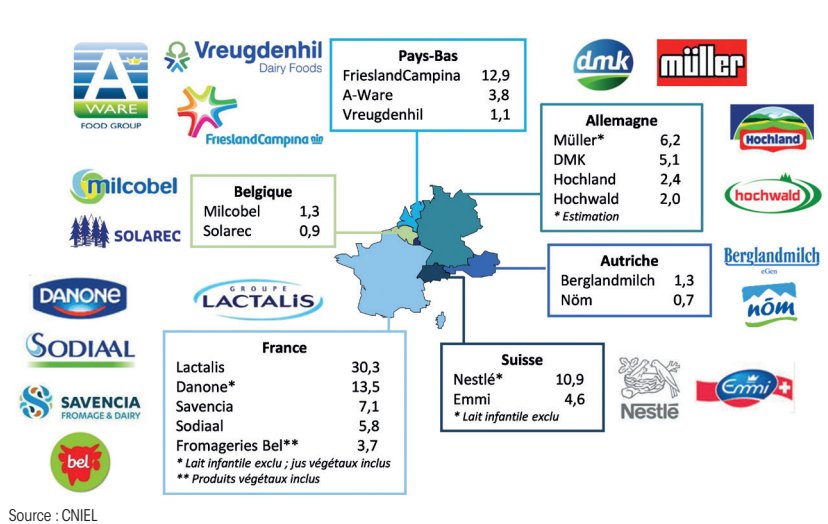 A
WARE
FOOD GROUP
Vreugdenhil
Dairy Foods
FrieslandCampina
Pays-Bas
FrieslandCampina 12,9
A-Ware 3,8
Vreugdenhil 1,1
dmk
müller
Allemagne
Müller* 6,2
DMK 5,1
Hochland 2,4
Hochwald 2,0
* Estimation
HOCHLAND
hochwald
milcobel
SOLAREC
Belgique
Milcobel 1,3
Solarec 0,9
Autriche
Berglandmilch 1,3
Nöm 0,7
Berglandmilch
eGen
nöm
DANONE
GROUPE
LACTALIS
SODIAAL
SAVENCIA
FROMAGE & DAIRY
bel
France
Lactalis 30,3
Danone* 13,5
Savencia 7,1
Sodiaal 5,8
Fromageries Bel** 3,7
* Lait infantile exclu ; jus végétaux inclus
** Produits végétaux inclus
Suisse
Nestlé* 10,9
Emmi 4,6
* Lait infantile exclu
Nestlé
Emmi
Source : CNIEL